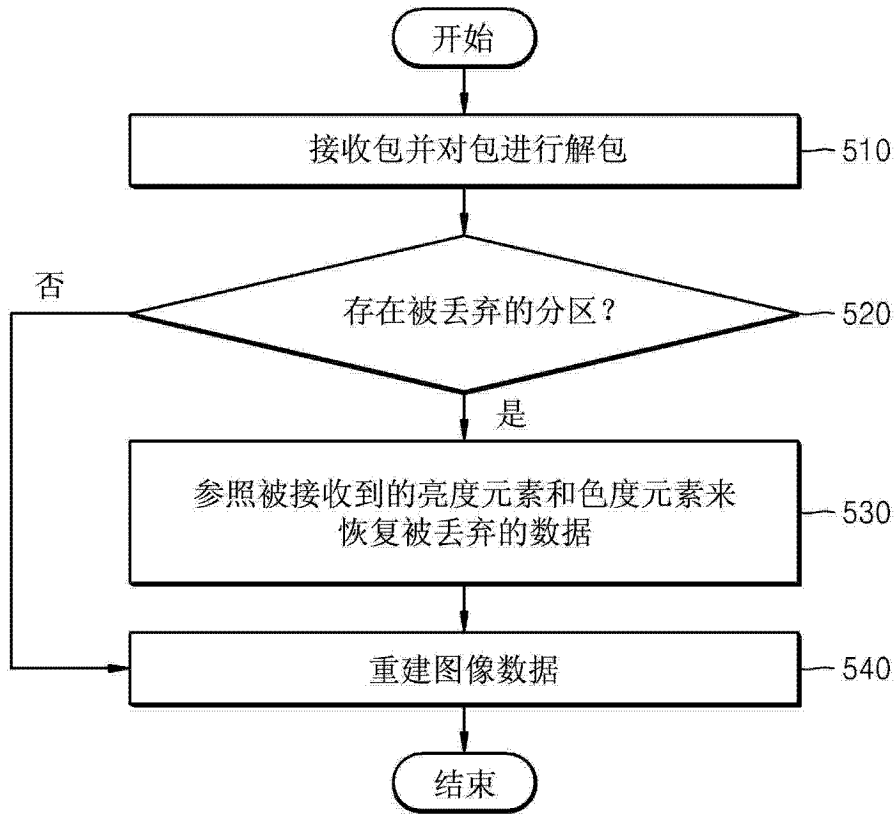 开始
接收包并对包进行解包
510
否
存在被丢弃的分区？
520
是
参照被接收到的亮度元素和色度元素来
恢复被丢弃的数据
530
重建图像数据
540
结束